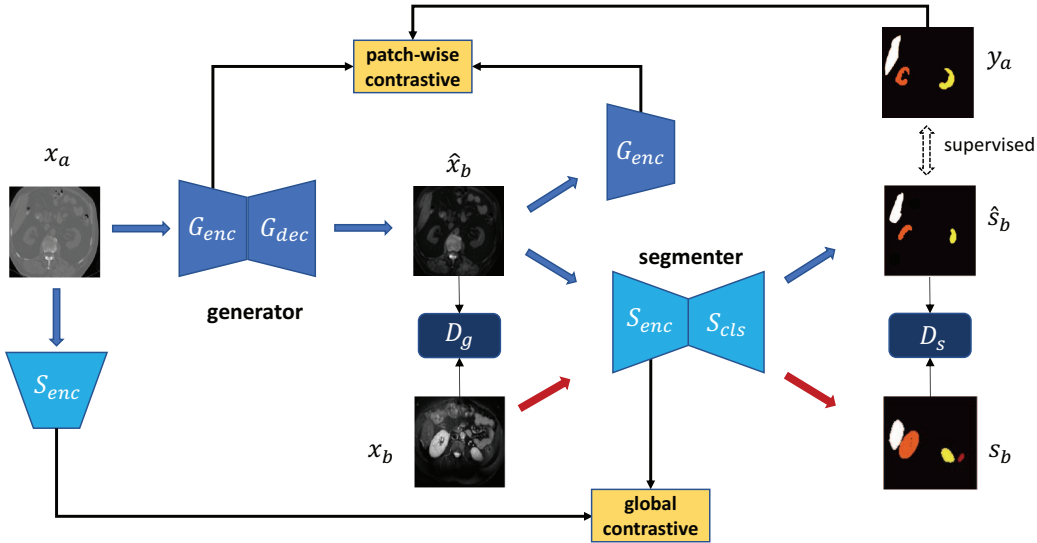 patch-wise
contrastive
y_a
supervised
x_a
x̂_b
G_enc
G_enc
G_dec
ŝ_b
segmenter
generator
S_enc
S_cls
D_g
D_s
S_enc
x_b
s_b
global
contrastive